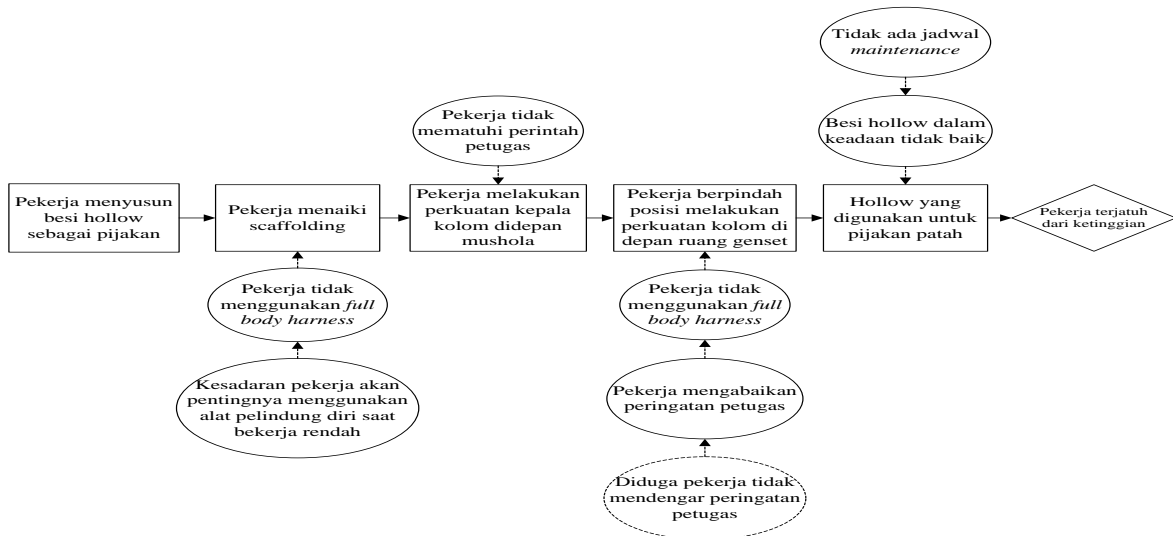 Tidak ada jadwal
maintenance
Pekerja tidak
mematuhi perintah
petugas
Besi hollow dalam
keadaan tidak baik
Pekerja menyusun
besi hollow
sebagai pijakan
Pekerja menaiki
scaffolding
Pekerja melakukan
perkuatan kepala
kolom didepan
mushola
Pekerja berpindah
posisi melakukan
perkuatan kolom di
depan ruang genset
Hollow yang
digunakan untuk
pijakan patah
Pekerja terjatuh
dari ketinggian
Pekerja tidak
menggunakan full
body harness
Pekerja tidak
menggunakan full
body harness
Kesadaran pekerja akan
pentingnya menggunakan
alat pelindung diri saat
bekerja rendah
Pekerja mengabaikan
peringatan petugas
Diduga pekerja tidak
mendengar peringatan
petugas